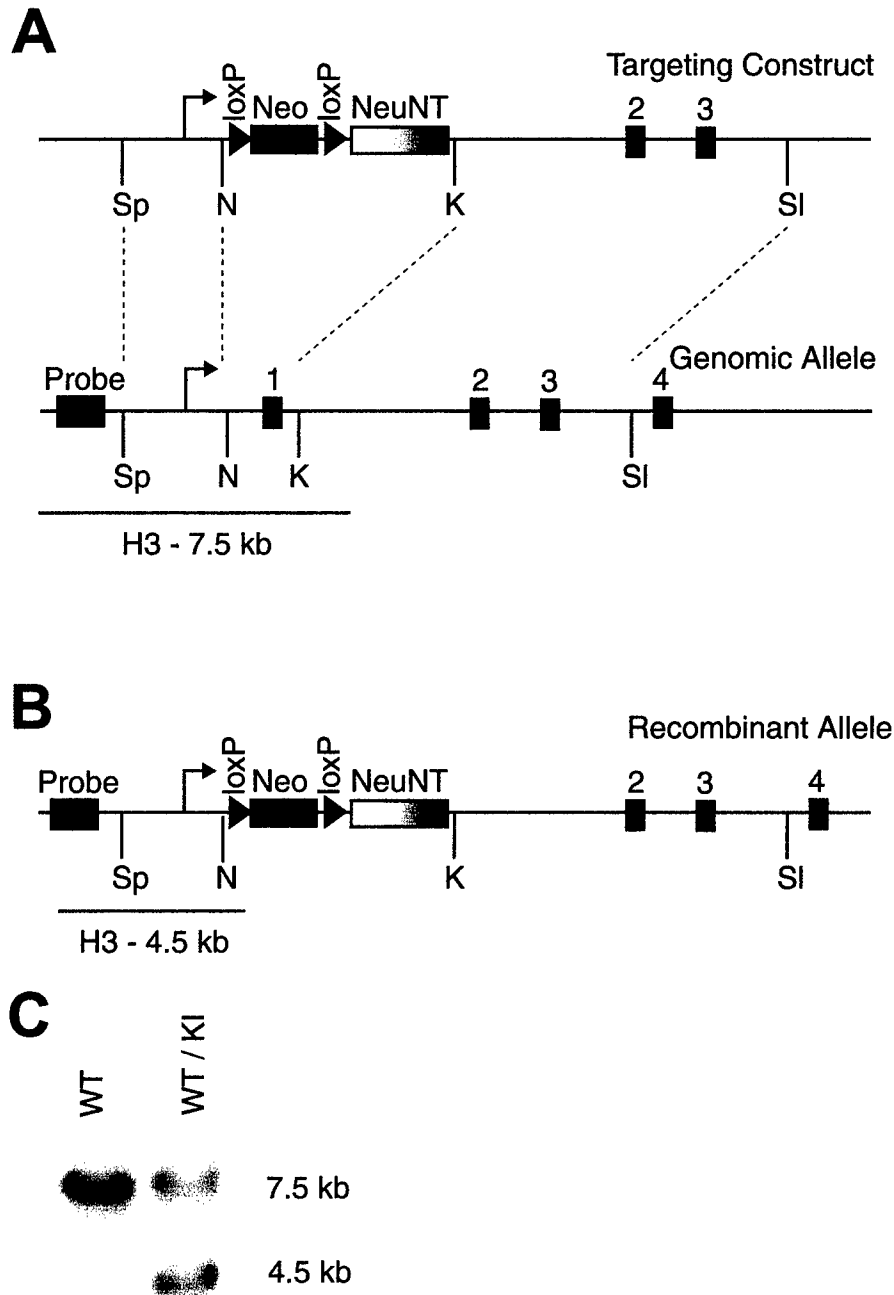 A
Targeting Construct
loxP Neo loxP NeuNT 2 3
Sp N K Sl
Genomic Allele
Probe 1 2 3 4
Sp N K Sl
H3 - 7.5 kb
B
Recombinant Allele
Probe loxP Neo loxP NeuNT 2 3 4
Sp N K Sl
H3 - 4.5 kb
C
WT WT / KI
7.5 kb
4.5 kb